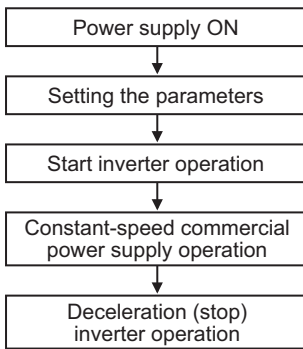 Power supply ON
Setting the parameters
Start inverter operation
Constant-speed commercial
power supply operation
Deceleration (stop)
inverter operation